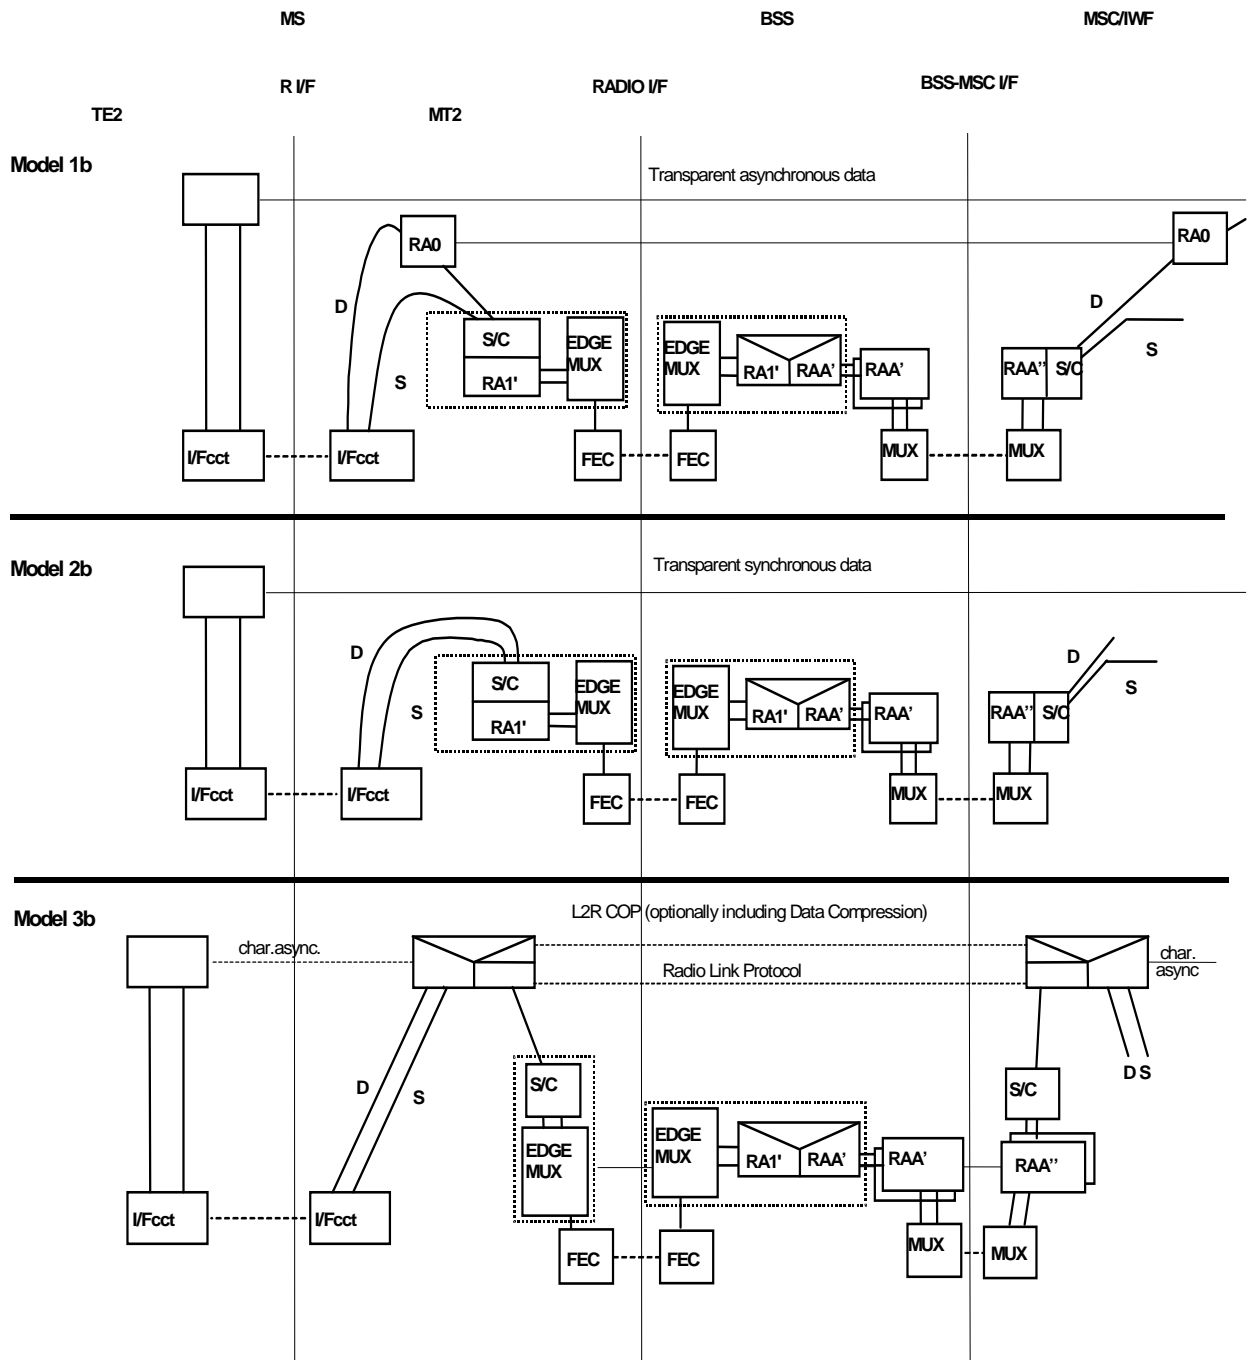 MS
BSS
MSC/IWF
R I/F
RADIO I/F
BSS-MSC I/F
TE2
MT2
Model 1b
Transparent asynchronous data
RA0
RA0
D
D
S/C
EDGE
MUX
EDGE
MUX
S
RA1'
RA1'
RAA'
RAA'
RAA''
S/C
S
I/Fcct
I/Fcct
FEC
FEC
MUX
MUX
Model 2b
Transparent synchronous data
D
D
S/C
EDGE
MUX
EDGE
MUX
S
S
RA1'
RA1'
RAA'
RAA'
RAA''
S/C
I/Fcct
I/Fcct
FEC
FEC
MUX
MUX
Model 3b
L2R COP (optionally including Data Compression)
char.async.
char.
async
Radio Link Protocol
D
S
D S
S/C
S/C
EDGE
MUX
EDGE
MUX
RA1'
RAA'
RAA'
RAA''
I/Fcct
I/Fcct
FEC
FEC
MUX
MUX